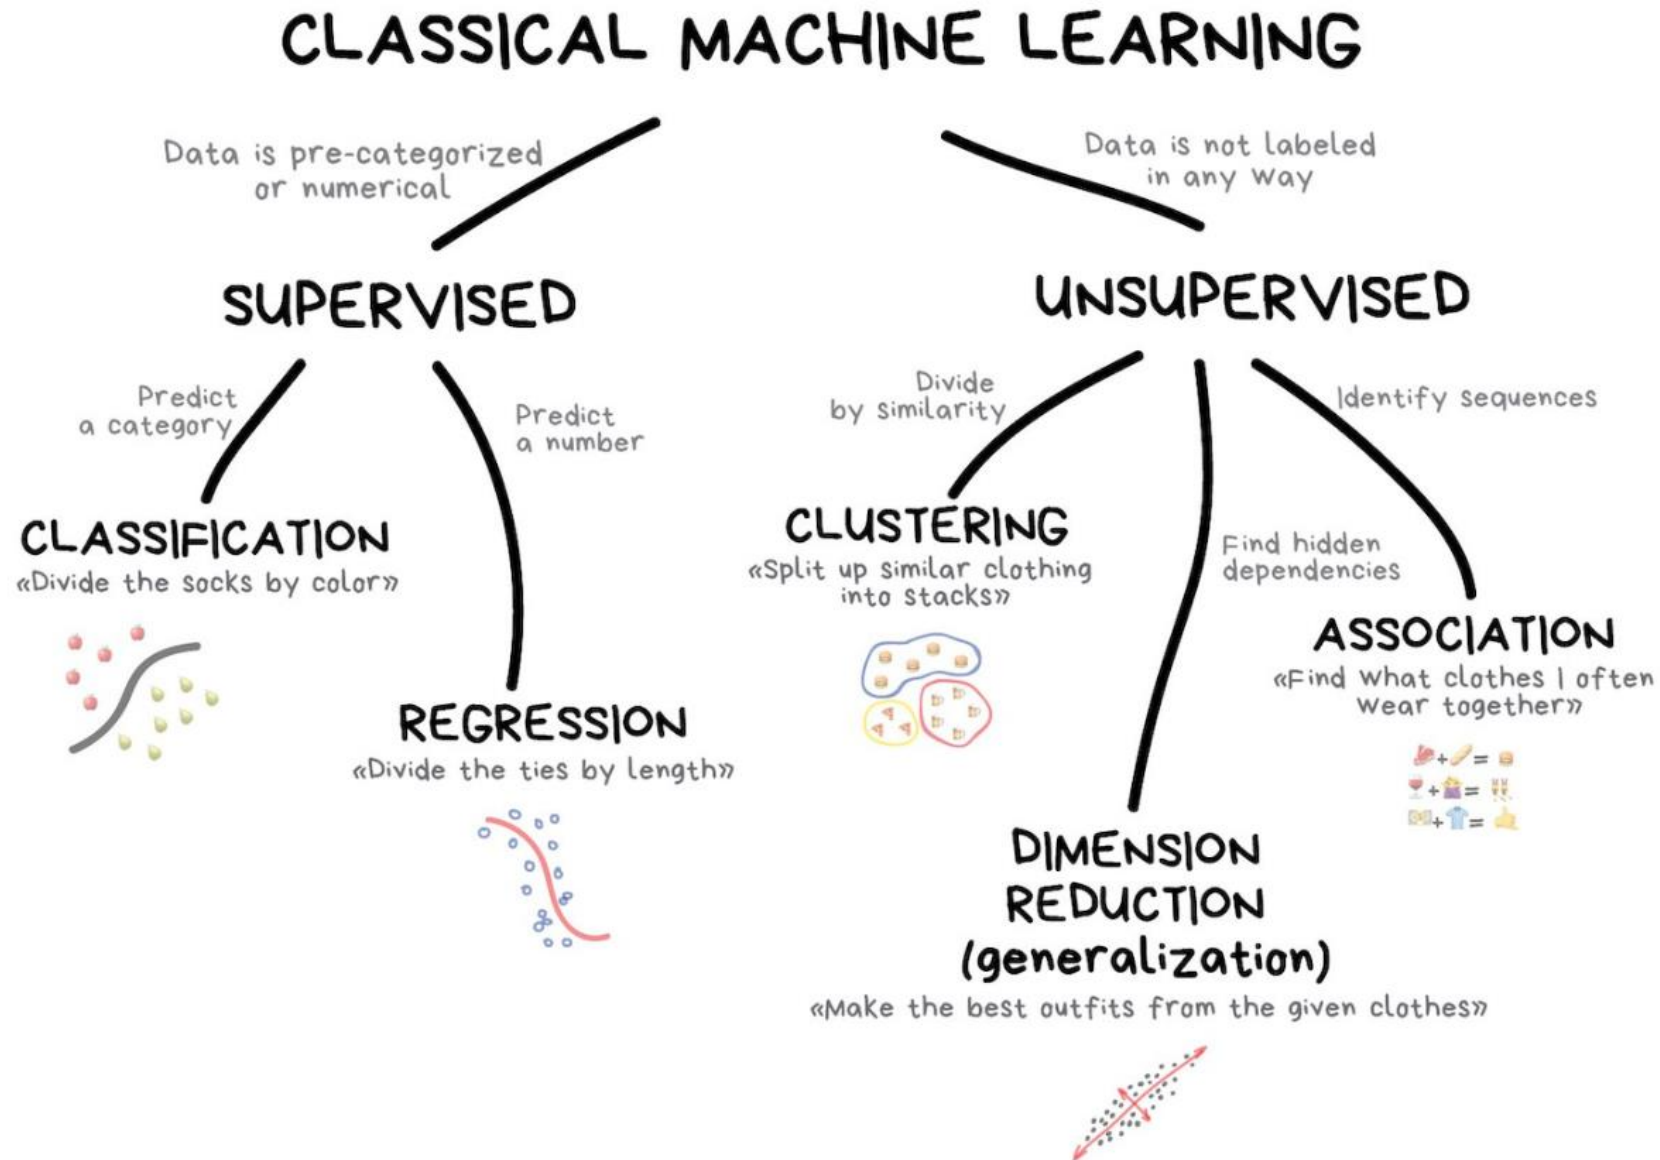 CLASSICAL MACHINE LEARNING
Data is pre-categorized
or numerical
Data is not labeled
in any way
SUPERVISED
UNSUPERVISED
Predict
a category
Predict
a number
Divide
by similarity
Identify sequences
CLASSIFICATION
«Divide the socks by color»
CLUSTERING
«Split up similar clothing
into stacks»
Find hidden
dependencies
ASSOCIATION
«Find what clothes I often
wear together»
REGRESSION
«Divide the ties by length»
+ =
+ =
+ =
DIMENSION
REDUCTION
(generalization)
«Make the best outfits from the given clothes»